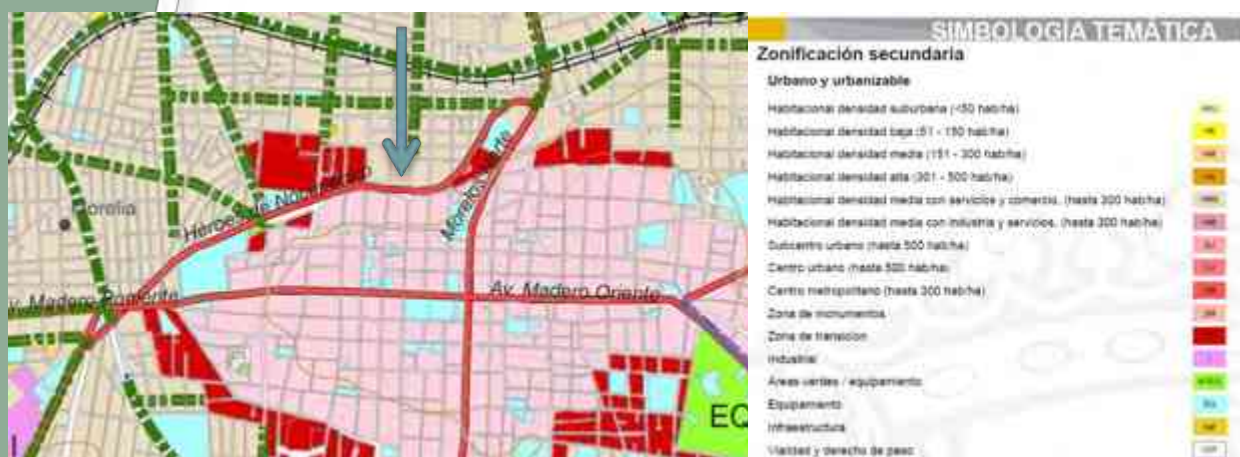 Morelia
Héroes de Nocupétaro
Morelos Norte
Av. Madero Poniente
Av. Madero Oriente
EQ
SIMBOLOGÍA TEMÁTICA
Zonificación secundaria
Urbano y urbanizable
Habitacional densidad suburbana (<50 hab/ha)
Habitacional densidad baja (51 - 150 hab/ha)
Habitacional densidad media (151 - 300 hab/ha)
Habitacional densidad alta (301 - 500 hab/ha)
Habitacional densidad media con servicios y comercio. (hasta 300 hab/ha)
Habitacional densidad media con industria y servicios. (hasta 300 hab/ha)
Subcentro urbano (hasta 500 hab/ha)
Centro urbano (hasta 500 hab/ha)
Centro metropolitano (hasta 300 hab/ha)
Zona de monumentos
Zona de transicion
Industrial
Áreas verdes / equipamiento
Equipamiento
Infraestructura
Vialidad y derecho de paso